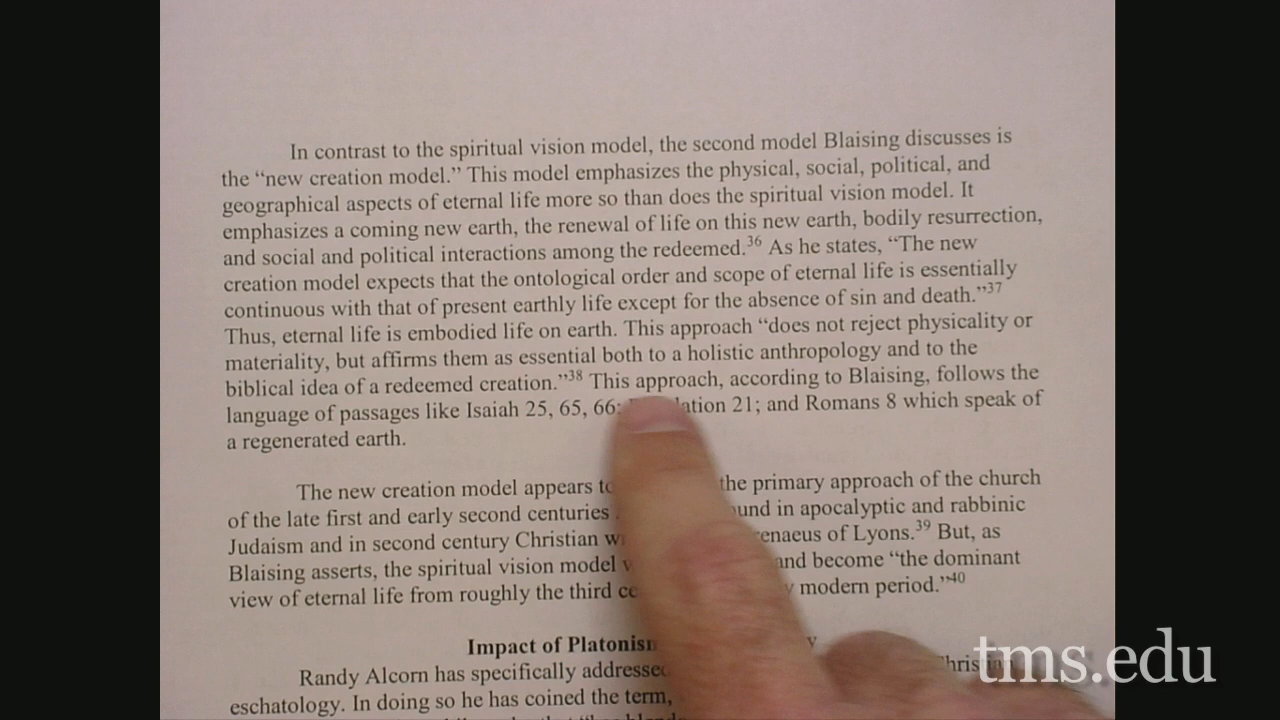 In contrast to the spiritual vision model, the second model Blaising discusses is
the “new creation model.” This model emphasizes the physical, social, political, and
geographical aspects of eternal life more so than does the spiritual vision model. It
emphasizes a coming new earth, the renewal of life on this new earth, bodily resurrection,
and social and political interactions among the redeemed.36 As he states, “The new
creation model expects that the ontological order and scope of eternal life is essentially
continuous with that of present earthly life except for the absence of sin and death.”37
Thus, eternal life is embodied life on earth. This approach “does not reject physicality or
materiality, but affirms them as essential both to a holistic anthropology and to the
biblical idea of a redeemed creation.”38 This approach, according to Blaising, follows the
language of passages like Isaiah 25, 65, 66; 21; and Romans 8 which speak of
a regenerated earth.
The new creation model appears to the primary approach of the church
of the late first and early second centuries in apocalyptic and rabbinic
Judaism and in second century Christian of Lyons.39 But, as
Blaising asserts, the spiritual vision model and become “the dominant
view of eternal life from roughly the third modern period.”40
Impact of
Randy Alcorn has specifically
eschatology. In doing so he has coined the term,
tms.edu